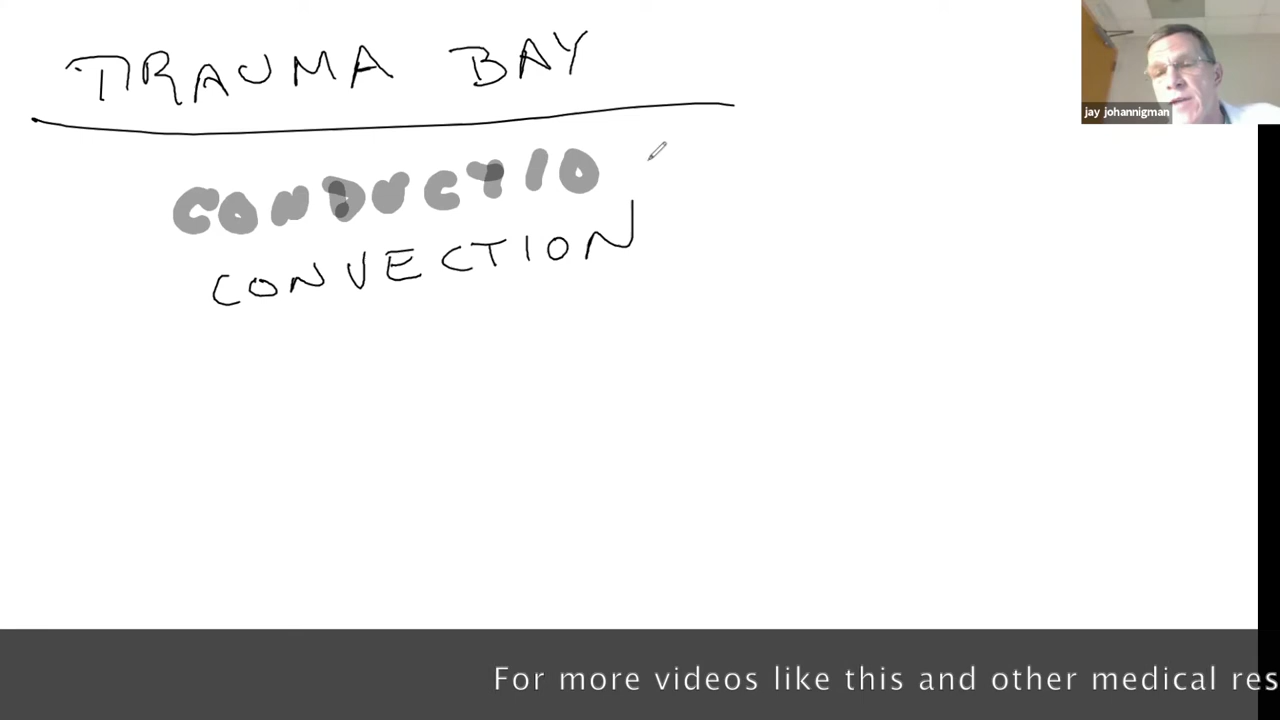 TRAUMA BAY
jay johannigman
CONDUCTIO
CONVECTION
For more videos like this and other medical res